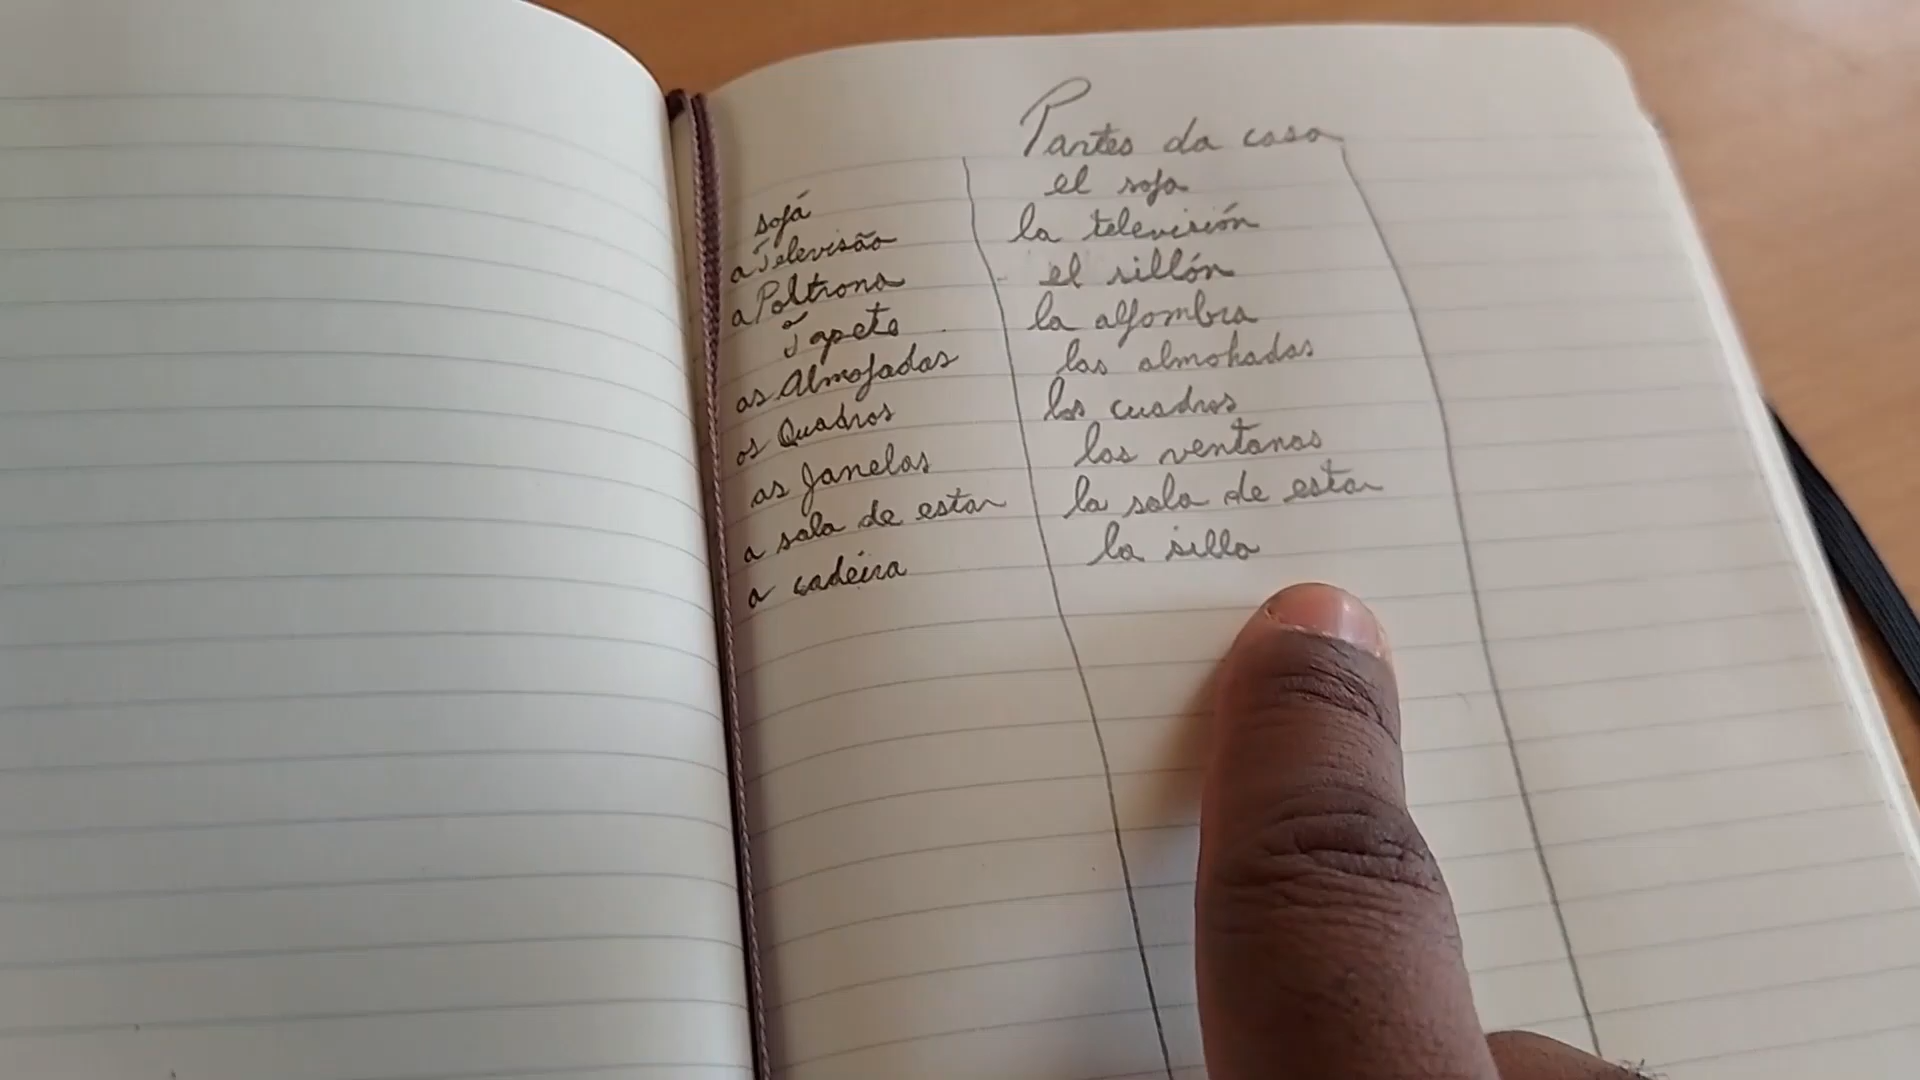 Partes da casa
sofá el sofa
a Televisão la televisión
a Poltrona el sillón
Tapete la alfombra
as Almofadas las almohadas
os Quadros los cuadros
as Janelas las ventanas
a sala de estar la sala de estar
a cadeira la silla